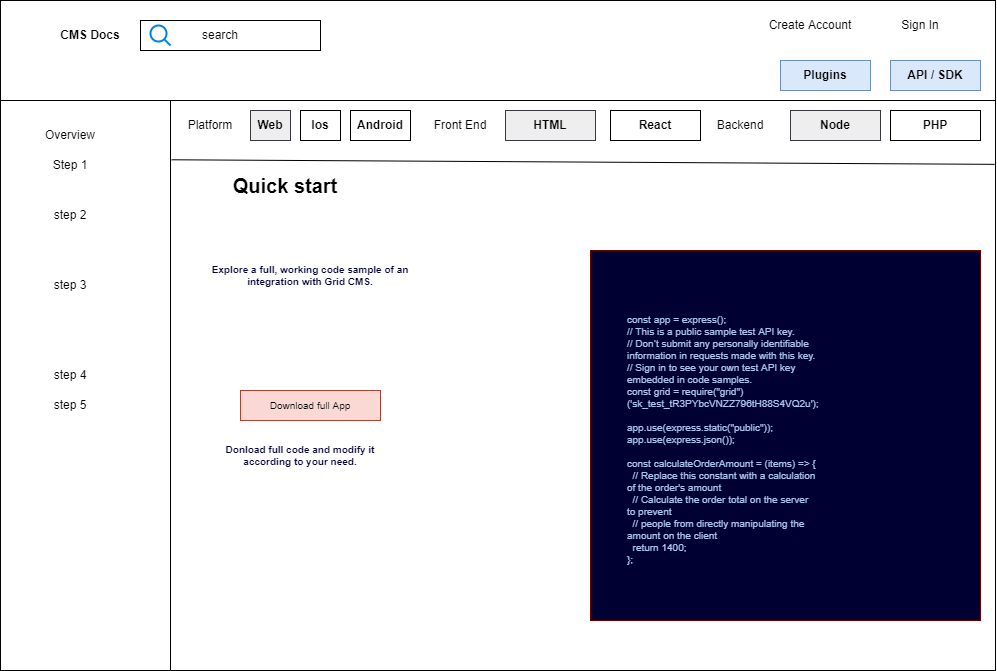 CMS Docs
search
Create Account
Sign In
Plugins
API / SDK
Overview
Step 1
step 2
step 3
step 4
step 5
Platform
Web
Ios
Android
Front End
HTML
React
Backend
Node
PHP
Quick start
Explore a full, working code sample of an
integration with Grid CMS.
Download full App
Donload full code and modify it
according to your need.
const app = express();
// This is a public sample test API key.
// Don't submit any personally identifiable
information in requests made with this key.
// Sign in to see your own test API key
embedded in code samples.
const grid = require("grid")
('sk_test_tR3PYbcVNZZ796tH88S4VQ2u');
app.use(express.static("public"));
app.use(express.json());
const calculateOrderAmount = (items) => {
// Replace this constant with a calculation
of the order's amount
// Calculate the order total on the server
to prevent
// people from directly manipulating the
amount on the client
return 1400;
};